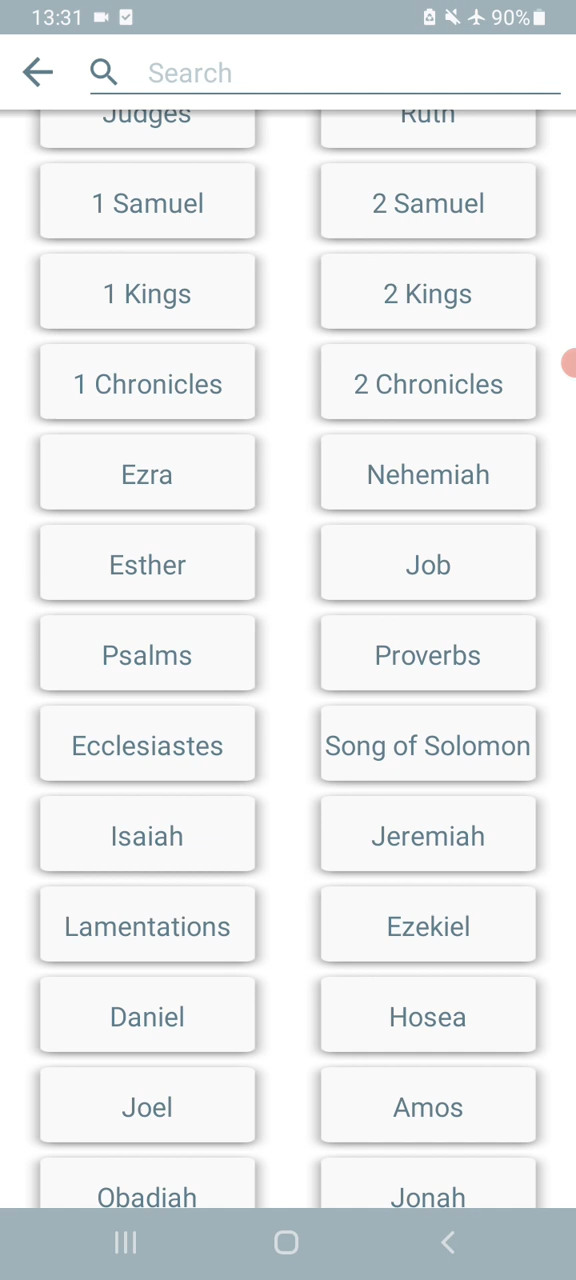 13:31 90%
Search
Judges Ruth
1 Samuel 2 Samuel
1 Kings 2 Kings
1 Chronicles 2 Chronicles
Ezra Nehemiah
Esther Job
Psalms Proverbs
Ecclesiastes Song of Solomon
Isaiah Jeremiah
Lamentations Ezekiel
Daniel Hosea
Joel Amos
Obadiah Jonah